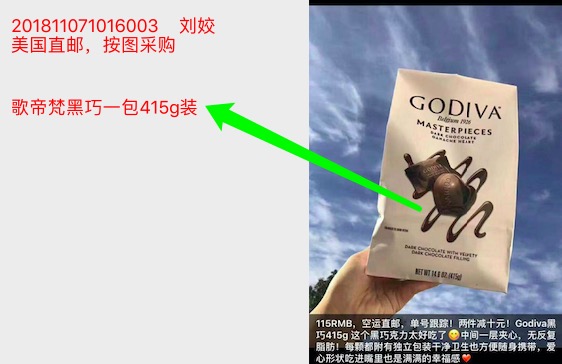 201811071016003 刘姣
美国直邮，按图采购
歌帝梵黑巧一包415g装
GODIVA
Belgium 1926
MASTERPIECES
DARK CHOCOLATE
GANACHE HEART
DARK CHOCOLATE WITH VELVETY
DARK CHOCOLATE FILLING
NET WT 14.6 OZ (415g)
115RMB，空运直邮，单号跟踪！两件减十元！Godiva黑
巧415g 这个黑巧克力太好吃了😋中间一层夹心，无反复
脂肪！每颗都附有独立包装干净卫生也方便随身携带，爱
心形状吃进嘴里也是满满的幸福感❤️